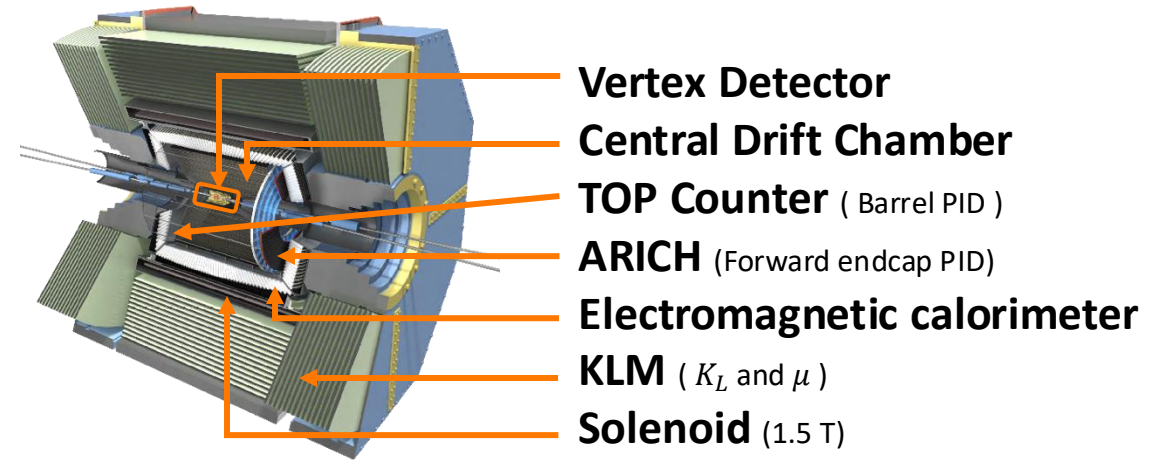 Vertex Detector
Central Drift Chamber
TOP Counter ( Barrel PID )
ARICH (Forward endcap PID)
Electromagnetic calorimeter
KLM ( K_L and μ )
Solenoid (1.5 T)